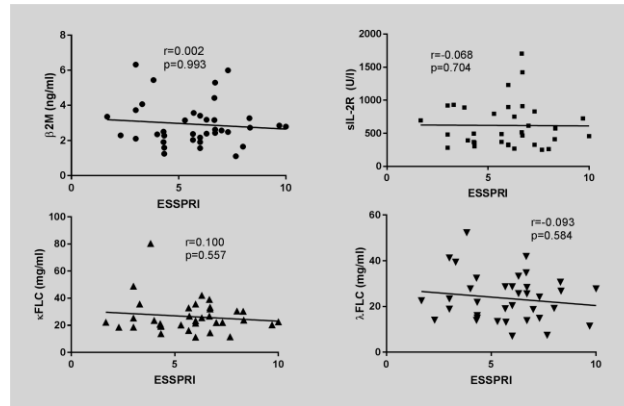 r=0.002
p=0.993
β2M (ng/ml)
8
6
4
2
0
0
5
10
ESSPRI
r=-0.068
p=0.704
sIL-2R (U/l)
2000
1500
1000
500
0
0
5
10
ESSPRI
r=0.100
p=0.557
κFLC (mg/ml)
100
80
60
40
20
0
0
5
10
ESSPRI
r=-0.093
p=0.584
λFLC (mg/ml)
60
40
20
0
0
5
10
ESSPRI